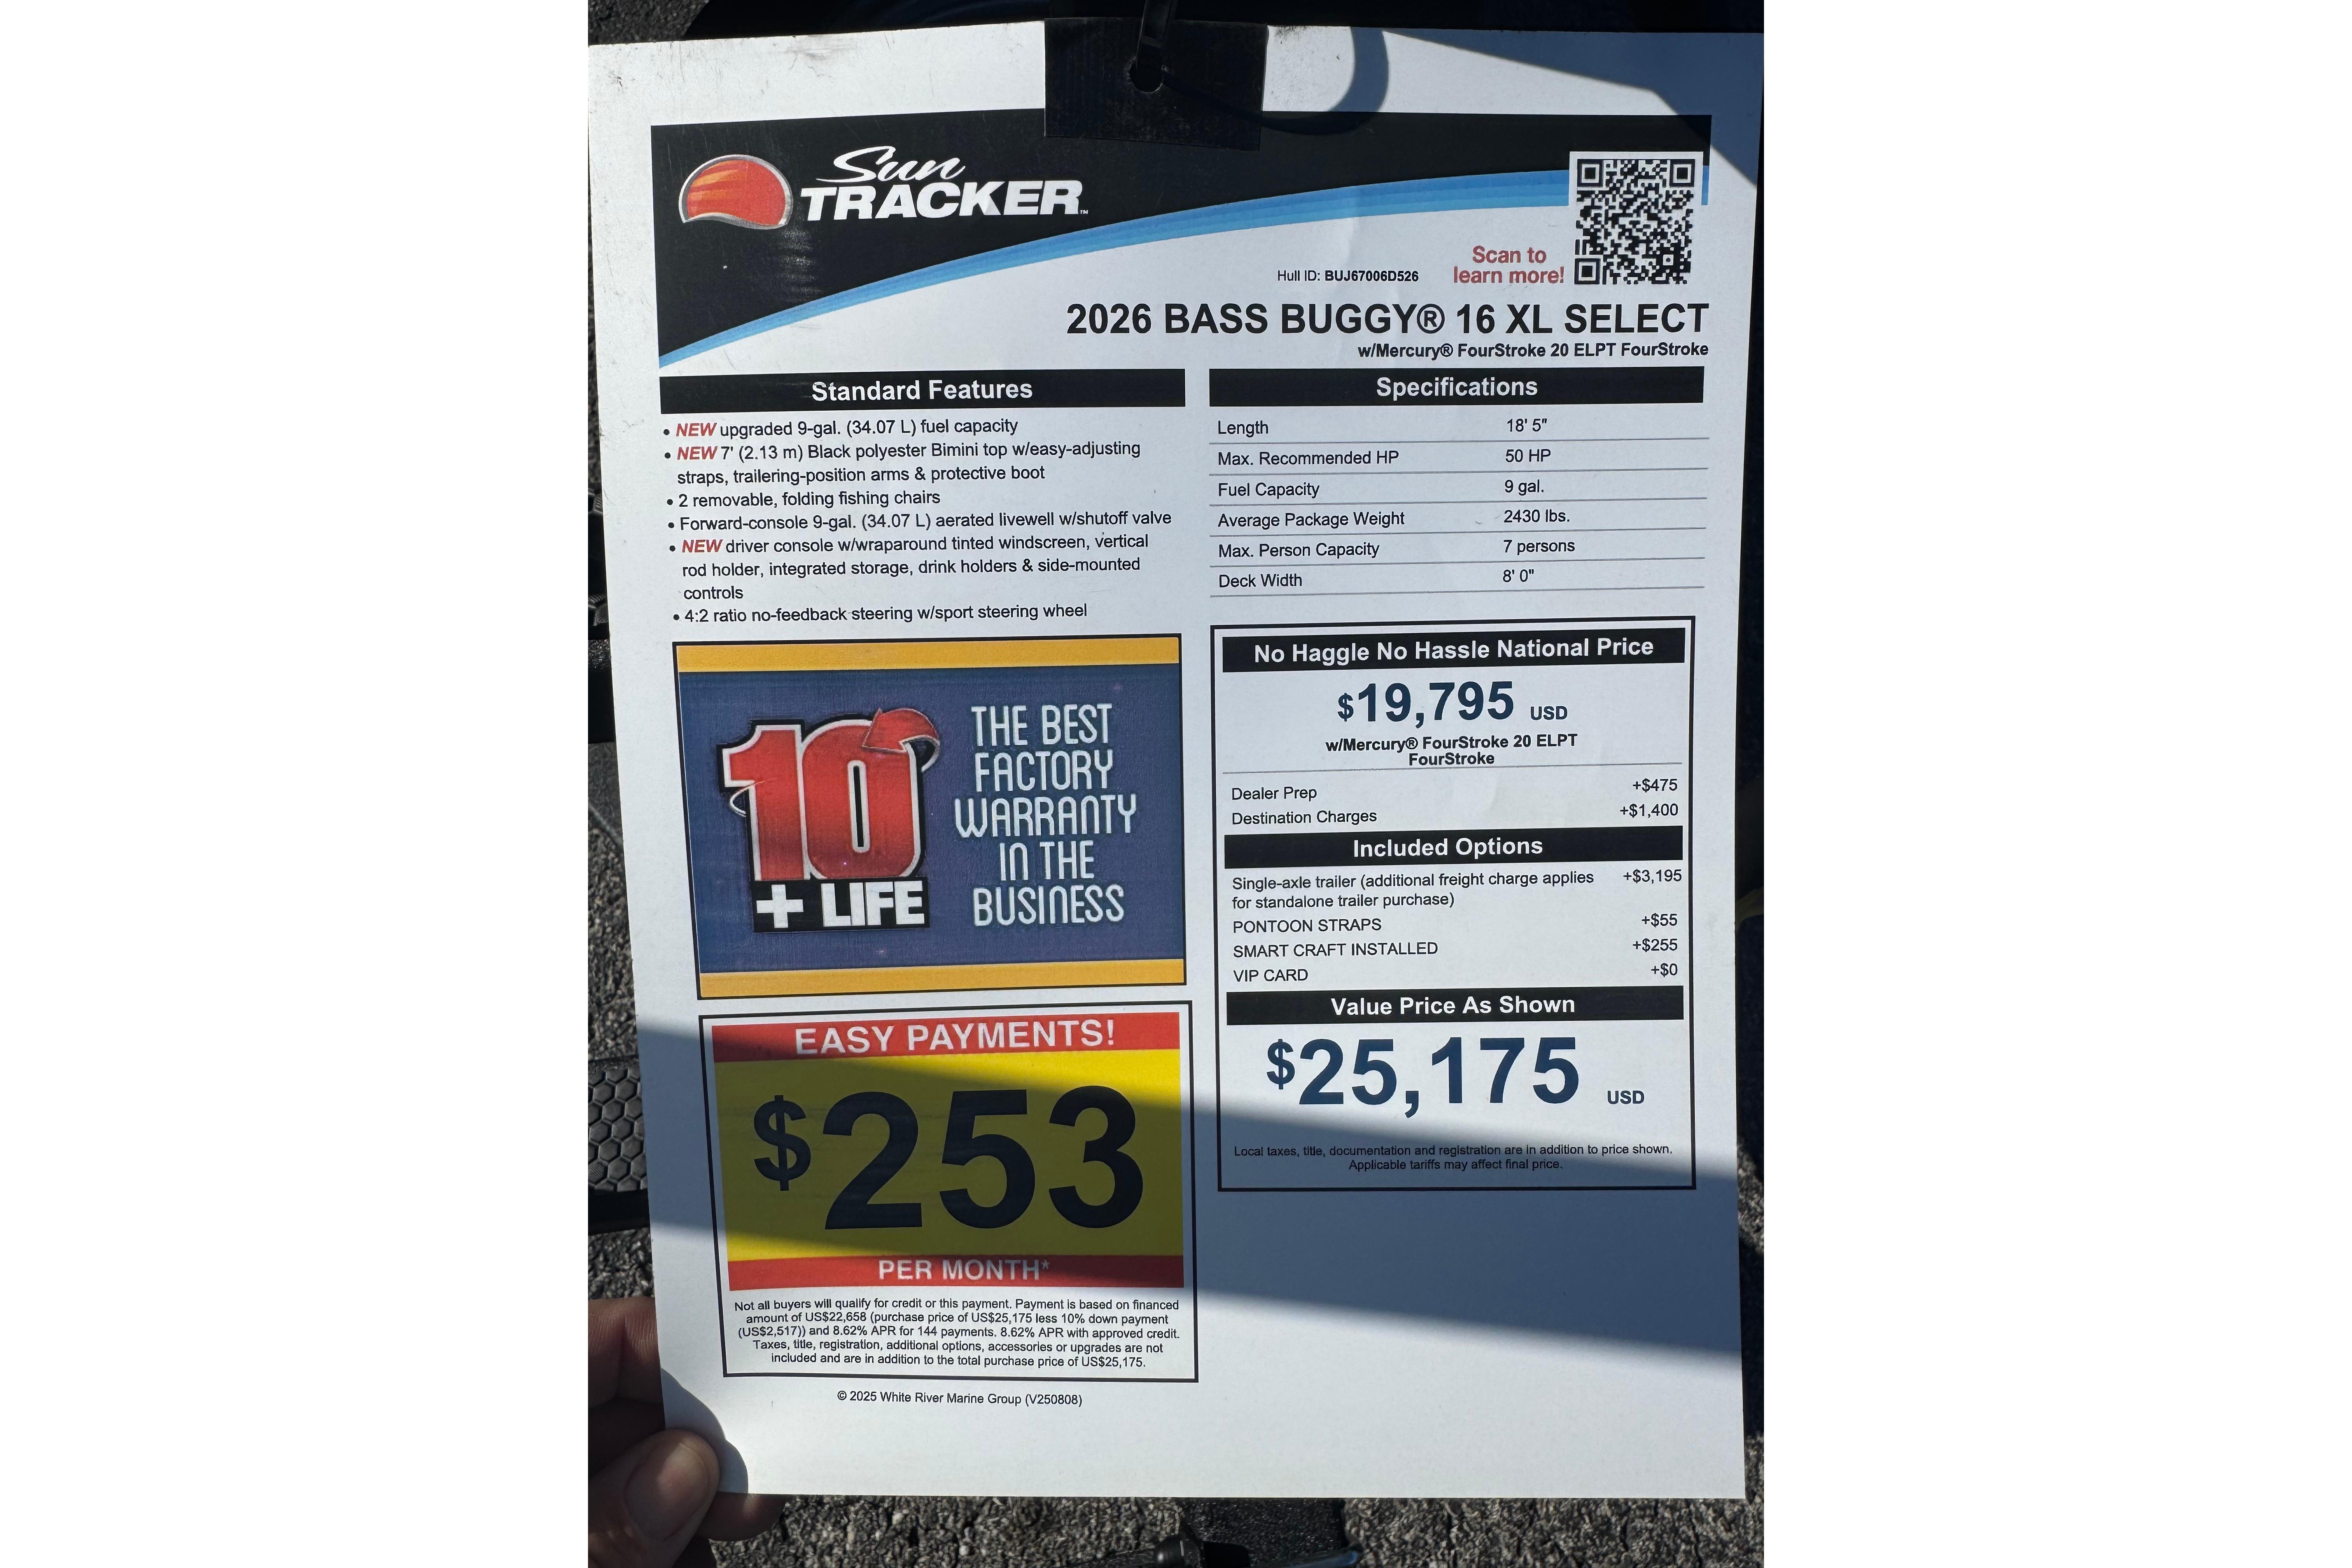 Sun
TRACKER™
Scan to
learn more!
Hull ID: BUJ67006D526
2026 BASS BUGGY® 16 XL SELECT
w/Mercury® FourStroke 20 ELPT FourStroke
Standard Features
• NEW upgraded 9-gal. (34.07 L) fuel capacity
• NEW 7' (2.13 m) Black polyester Bimini top w/easy-adjusting
straps, trailering-position arms & protective boot
• 2 removable, folding fishing chairs
• Forward-console 9-gal. (34.07 L) aerated livewell w/shutoff valve
• NEW driver console w/wraparound tinted windscreen, vertical
rod holder, integrated storage, drink holders & side-mounted
controls
• 4:2 ratio no-feedback steering w/sport steering wheel
Specifications
Length 18' 5"
Max. Recommended HP 50 HP
Fuel Capacity 9 gal.
Average Package Weight 2430 lbs.
Max. Person Capacity 7 persons
Deck Width 8' 0"
10
+ LIFE
THE BEST
FACTORY
WARRANTY
IN THE
BUSINESS
No Haggle No Hassle National Price
$19,795 USD
w/Mercury® FourStroke 20 ELPT
FourStroke
Dealer Prep +$475
Destination Charges +$1,400
Included Options
Single-axle trailer (additional freight charge applies +$3,195
for standalone trailer purchase)
PONTOON STRAPS +$55
SMART CRAFT INSTALLED +$255
VIP CARD +$0
Value Price As Shown
$25,175 USD
Local taxes, title, documentation and registration are in addition to price shown.
Applicable tariffs may affect final price.
EASY PAYMENTS!
$253
PER MONTH*
Not all buyers will qualify for credit or this payment. Payment is based on financed
amount of US$22,658 (purchase price of US$25,175 less 10% down payment
(US$2,517)) and 8.62% APR for 144 payments. 8.62% APR with approved credit.
Taxes, title, registration, additional options, accessories or upgrades are not
included and are in addition to the total purchase price of US$25,175.
© 2025 White River Marine Group (V250808)